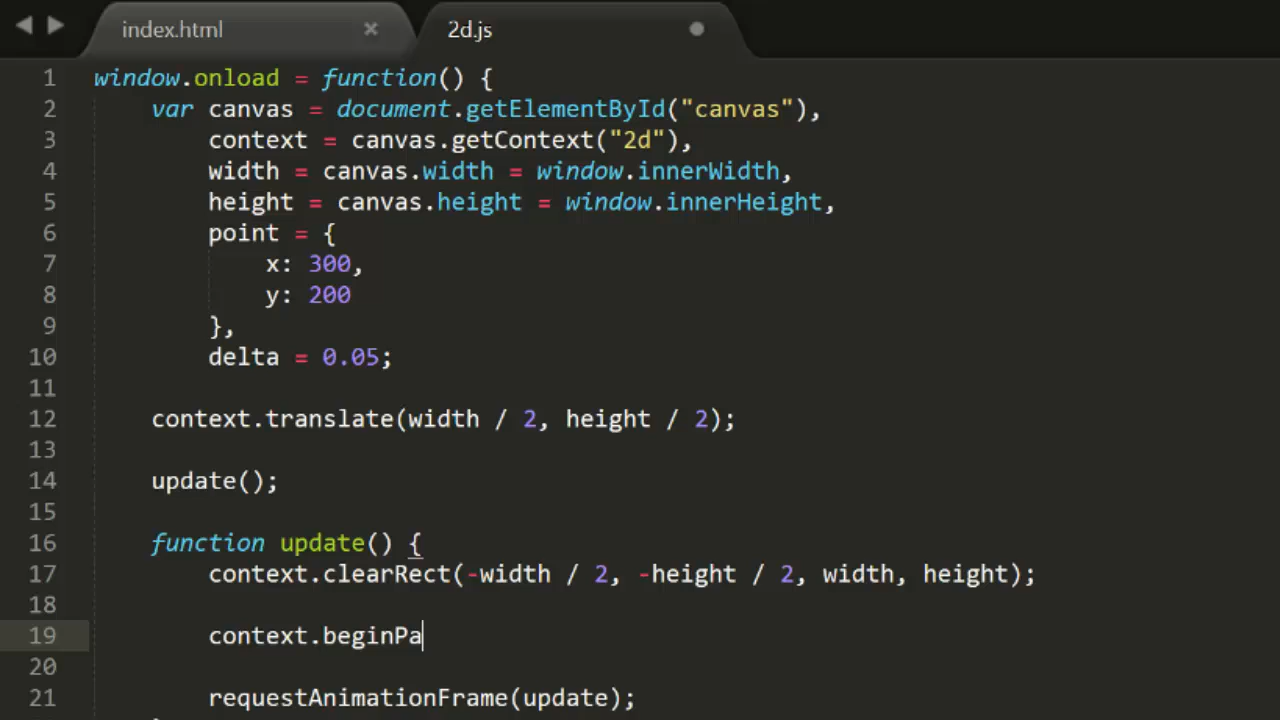 index.html × 2d.js
1 window.onload = function() {
2 var canvas = document.getElementById("canvas"),
3 context = canvas.getContext("2d"),
4 width = canvas.width = window.innerWidth,
5 height = canvas.height = window.innerHeight,
6 point = {
7 x: 300,
8 y: 200
9 },
10 delta = 0.05;
11
12 context.translate(width / 2, height / 2);
13
14 update();
15
16 function update() {
17 context.clearRect(-width / 2, -height / 2, width, height);
18
19 context.beginPa
20
21 requestAnimationFrame(update);